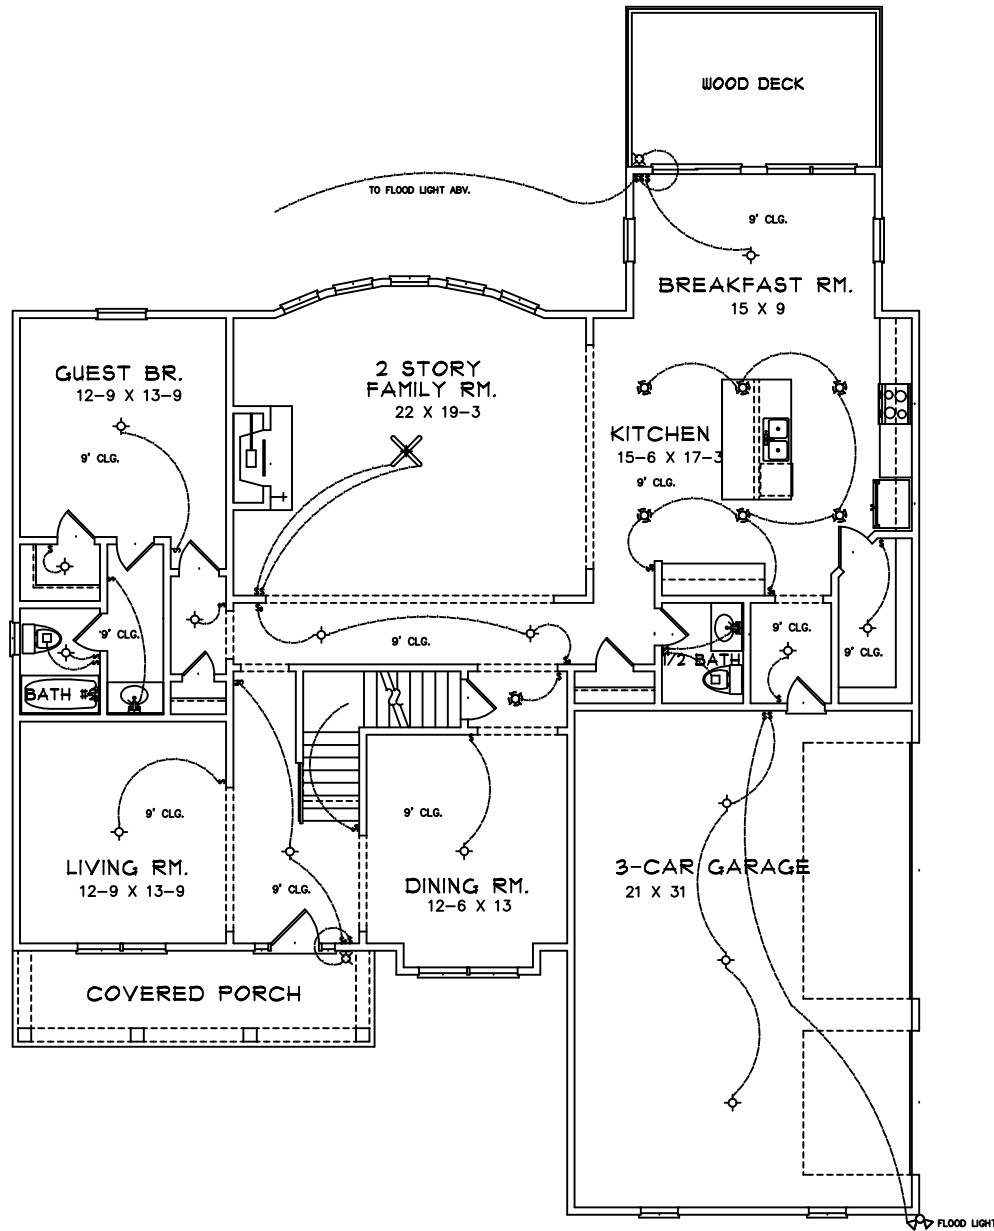 WOOD DECK
TO FLOOD LIGHT ABV.
9' CLG.
BREAKFAST RM.
15 X 9
GUEST BR.
12-9 X 13-9
9' CLG.
2 STORY
FAMILY RM.
22 X 19-3
KITCHEN
15-6 X 17-3
9' CLG.
9' CLG.
9' CLG.
9' CLG.
9' CLG.
1/2 BATH
BATH #2
9' CLG.
9' CLG.
LIVING RM.
12-9 X 13-9
9' CLG.
DINING RM.
12-6 X 13
3-CAR GARAGE
21 X 31
COVERED PORCH
FLOOD LIGHT